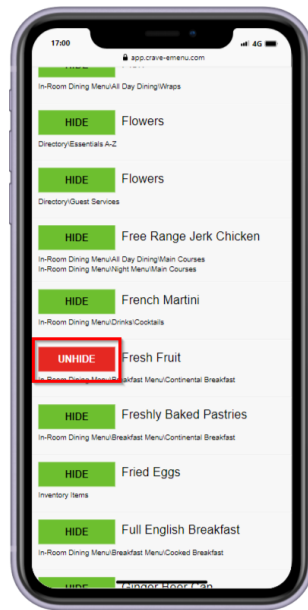 17:00
4G
app.crave-emenu.com
In-Room Dining Menu\All Day Dining\Wraps
HIDE Flowers
Directory\Essentials A-Z
HIDE Flowers
Directory\Guest Services
HIDE Free Range Jerk Chicken
In-Room Dining Menu\All Day Dining\Main Courses
In-Room Dining Menu\Night Menu\Main Courses
HIDE French Martini
In-Room Dining Menu\Drinks\Cocktails
UNHIDE Fresh Fruit
In-Room Dining Menu\Breakfast Menu\Continental Breakfast
HIDE Freshly Baked Pastries
In-Room Dining Menu\Breakfast Menu\Continental Breakfast
HIDE Fried Eggs
Inventory Items
HIDE Full English Breakfast
In-Room Dining Menu\Breakfast Menu\Cooked Breakfast
HIDE Ginger Beer Can